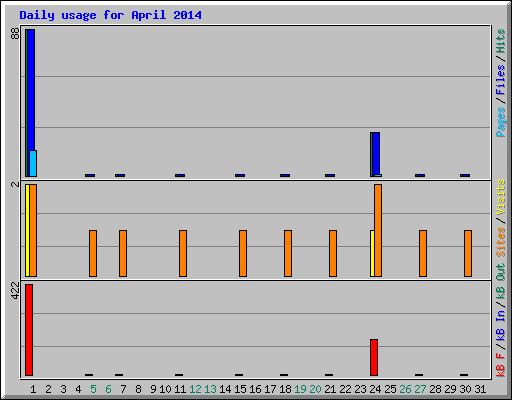 Daily usage for April 2014
88
Pages / Files / Hits
2
Sites / Visits
422
kB F / kB In / kB Out
1 2 3 4 5 6 7 8 9 10 11 12 13 14 15 16 17 18 19 20 21 22 23 24 25 26 27 28 29 30 31